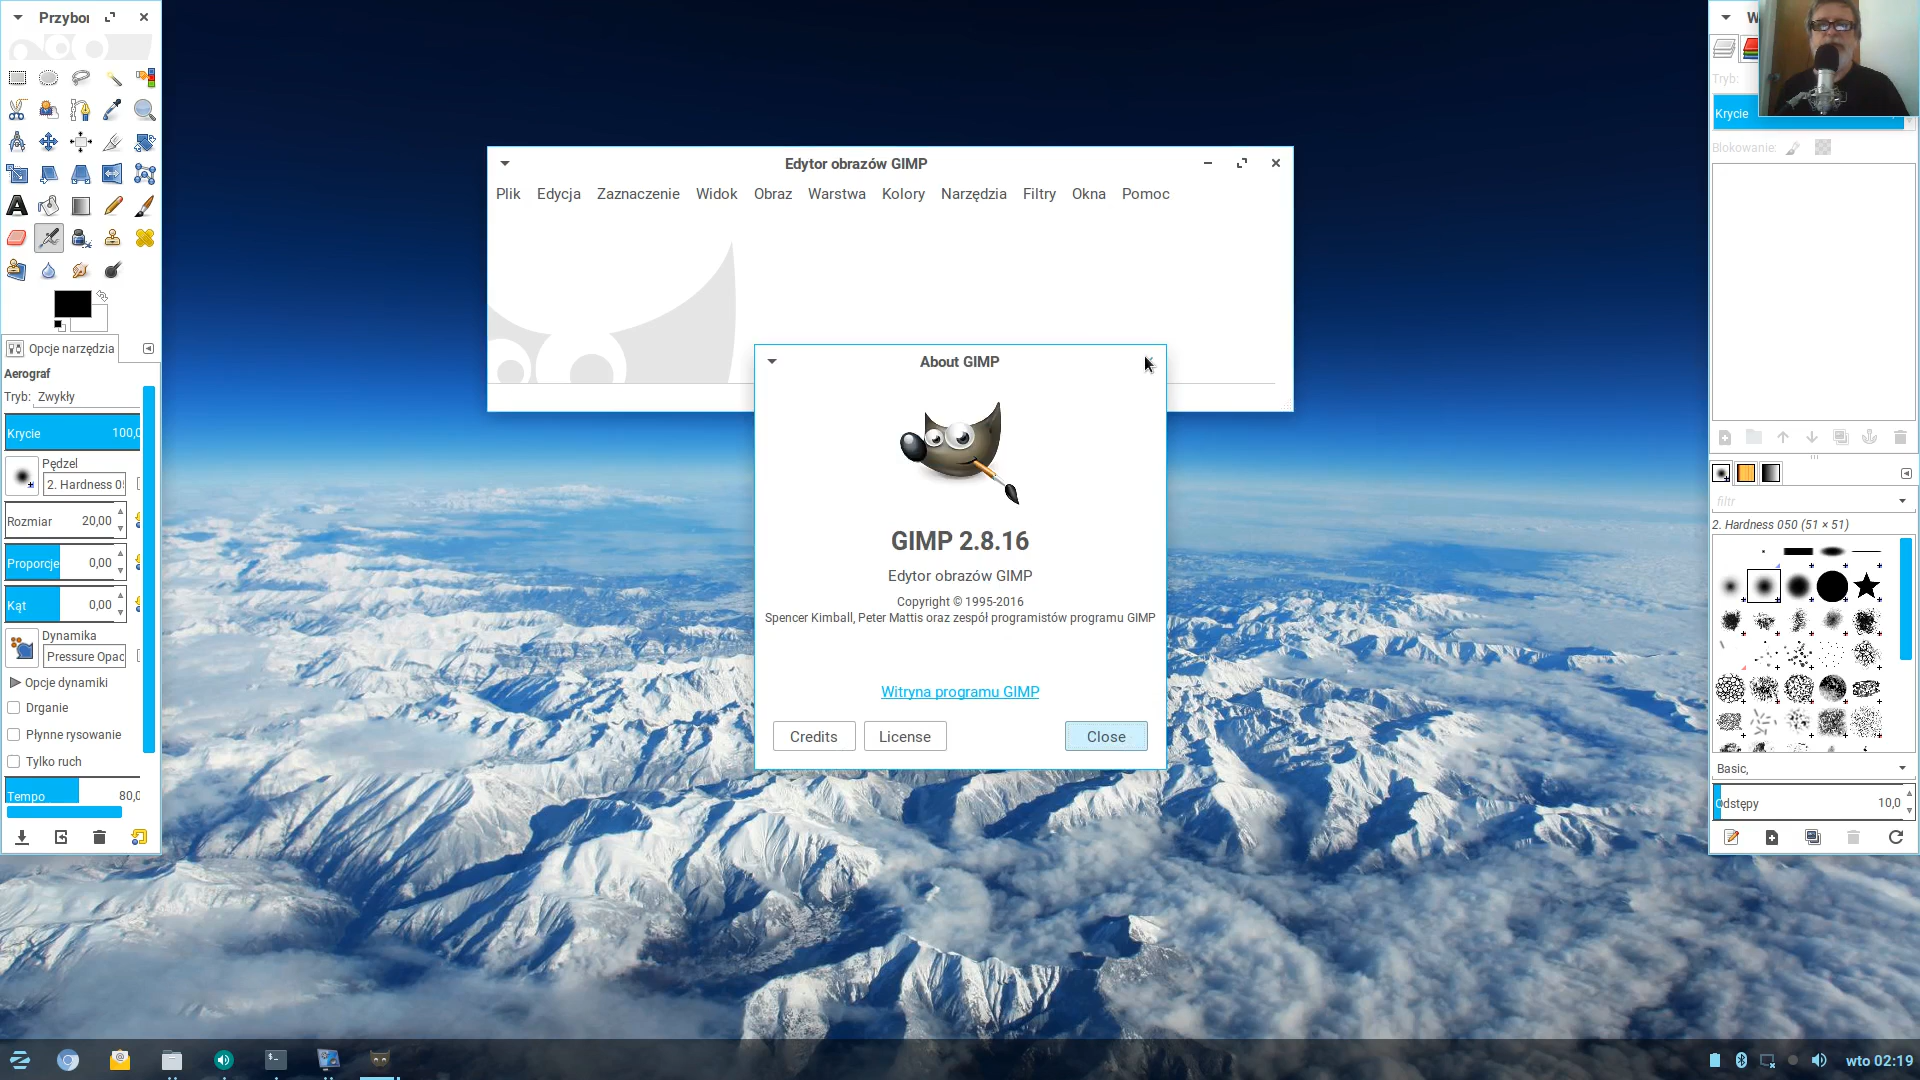 Przybor
Opcje narzędzia
Aerograf
Tryb: Zwykły
Krycie 100,0
Pędzel
2. Hardness 0
Rozmiar 20,00
Proporcje 0,00
Kąt 0,00
Dynamika
Pressure Opac
Opcje dynamiki
Drganie
Płynne rysowanie
Tylko ruch
Tempo 80,0
Edytor obrazów GIMP
Plik Edycja Zaznaczenie Widok Obraz Warstwa Kolory Narzędzia Filtry Okna Pomoc
About GIMP
GIMP 2.8.16
Edytor obrazów GIMP
Copyright © 1995-2016
Spencer Kimball, Peter Mattis oraz zespół programistów programu GIMP
Witryna programu GIMP
Credits License Close
W
Tryb:
Krycie
Blokowanie:
filtr
2. Hardness 050 (51 × 51)
Basic,
Odstępy 10,0
wto 02:19